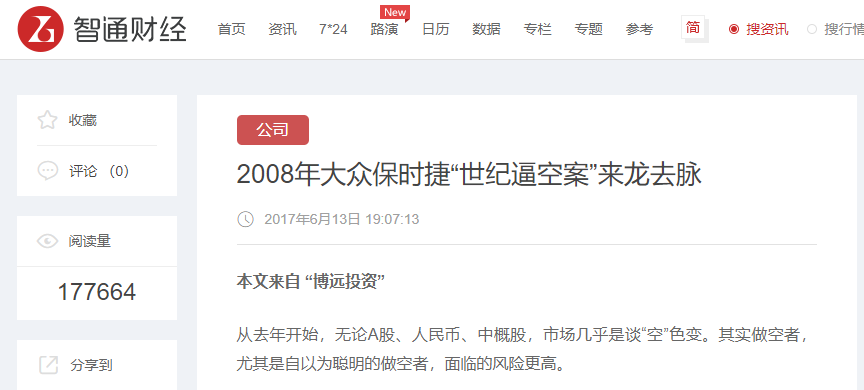 智通财经
首页 资讯 7*24 路演 New 日历 数据 专栏 专题 参考 简 搜资讯 搜行情
收藏
评论 （0）
阅读量
177664
分享到
公司
2008年大众保时捷“世纪逼空案”来龙去脉
2017年6月13日 19:07:13
本文来自 “博远投资”
从去年开始，无论A股、人民币、中概股，市场几乎是谈“空”色变。其实做空者，
尤其是自以为聪明的做空者，面临的风险更高。